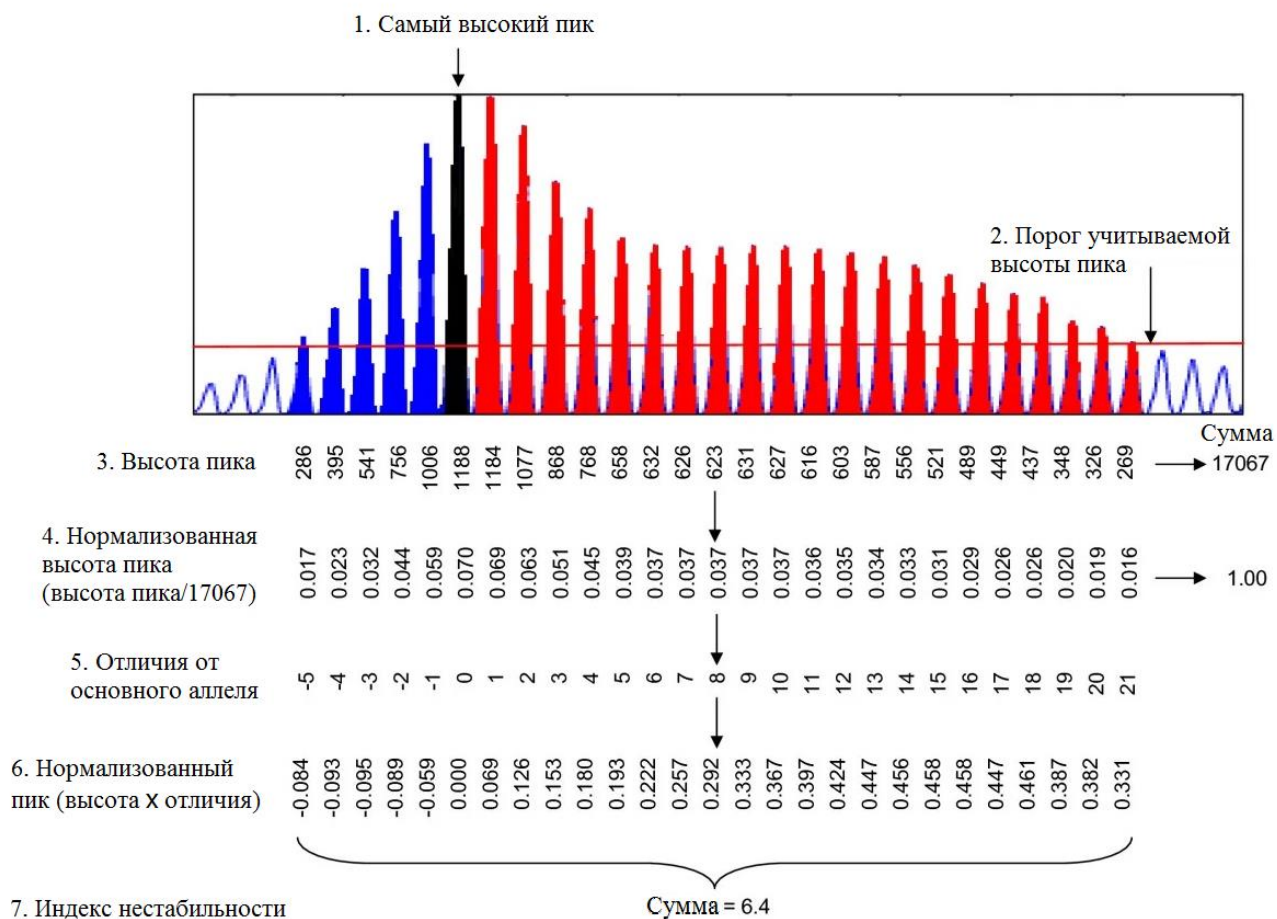 1. Самый высокий пик
2. Порог учитываемой
высоты пика
Сумма
3. Высота пика
286 395 541 756 1006 1188 1184 1077 868 768 658 632 626 623 631 627 616 603 587 556 521 489 449 437 348 326 269 17067
4. Нормализованная
высота пика
(высота пика/17067)
0.017 0.023 0.032 0.044 0.059 0.070 0.069 0.063 0.051 0.045 0.039 0.037 0.037 0.037 0.037 0.037 0.036 0.035 0.034 0.033 0.031 0.029 0.026 0.026 0.020 0.019 0.016 1.00
5. Отличия от
основного аллеля
-5 -4 -3 -2 -1 0 1 2 3 4 5 6 7 8 9 10 11 12 13 14 15 16 17 18 19 20 21
6. Нормализованный
пик (высота X отличия)
-0.084 -0.093 -0.095 -0.089 -0.059 0.000 0.069 0.126 0.153 0.180 0.193 0.222 0.257 0.292 0.333 0.367 0.397 0.424 0.447 0.456 0.458 0.458 0.447 0.461 0.387 0.382 0.331
7. Индекс нестабильности
Сумма = 6.4